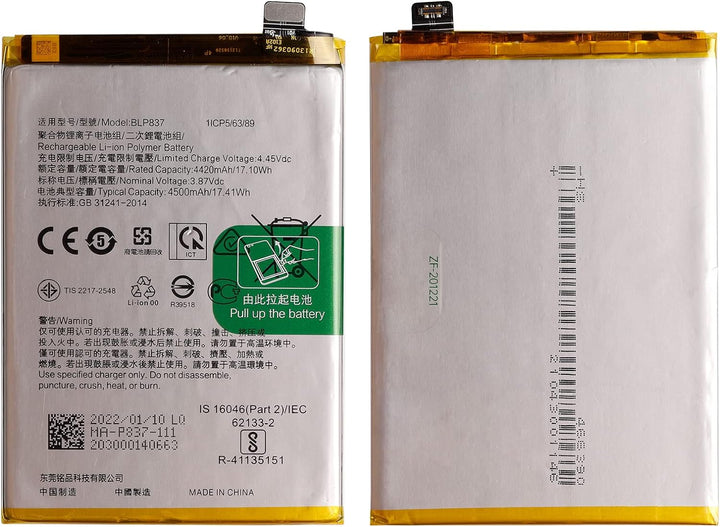 适用型号/型號/Model: BLP837 1ICP5/63/89
聚合物锂离子电池组/二次鋰電池組/
Rechargeable Li-ion Polymer Battery
充电限制电压/充電限制電壓/Limited Charge Voltage: 4.45Vdc
额定容量/額定容量/Rated Capacity: 4420mAh/17.10Wh
标称电压/標稱電壓/Nominal Voltage: 3.87Vdc
电池典型容量/Typical Capacity: 4500mAh/17.41Wh
执行标准: GB 31241-2014
CE
5
廢電池請回收
ICT
TIS 2217-2548
Li-ion 00
R39518
由此拉起电池
Pull up the battery
警告/Warning
仅可使用认可的充电器。禁止拆解、刺破、撞击、挤压或
投入火中。若出现鼓胀或浸水后禁止使用。请勿置于高温环境中。
僅可使用認可的充電器。禁止拆解、刺破、擠壓、加熱或
燃燒。若出現鼓脹或浸水後禁止使用。請勿置于高溫環境中。
Use specified charger only. Do not disassemble,
puncture, crush, heat, or burn.
2022/01/10 LQ
MA-P837-111
203000140663
IS 16046(Part 2)/IEC
62133-2
R-41135151
东莞铭品科技有限公司
中国制造 中國製造 MADE IN CHINA
ZF-201221